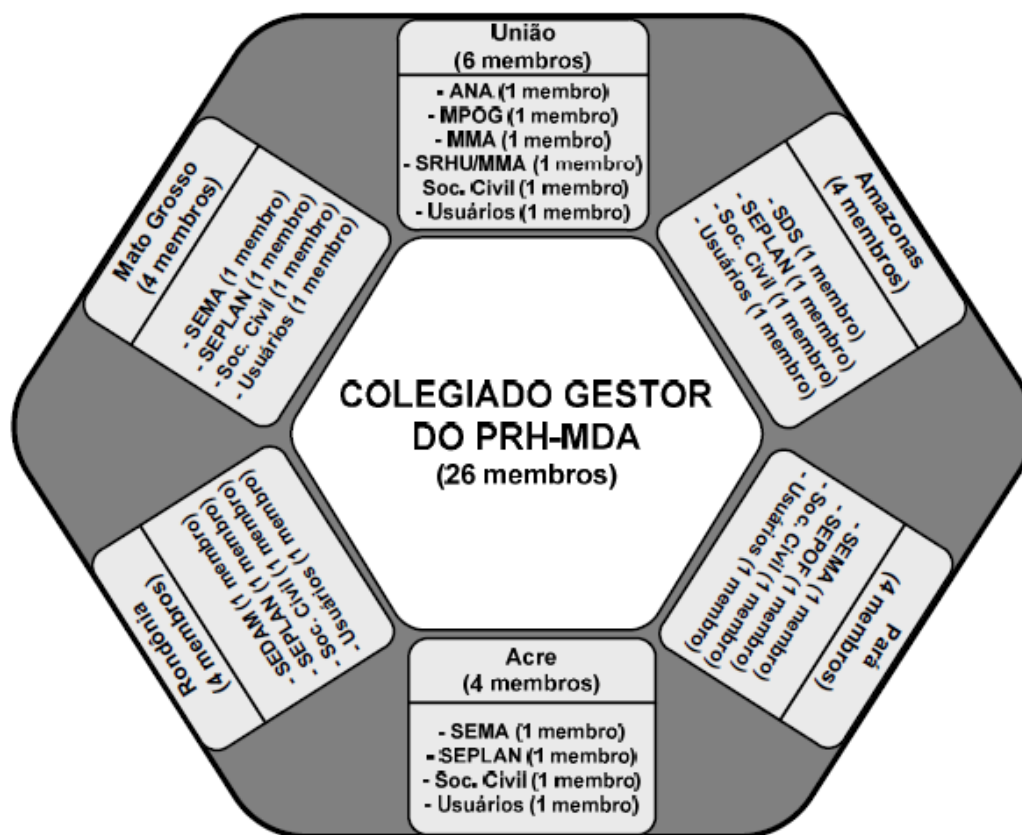 União
(6 membros)
- ANA (1 membro)
- MPOG (1 membro)
- MMA (1 membro)
- SRHU/MMA (1 membro)
Soc. Civil (1 membro)
- Usuários (1 membro)
Amazonas
(4 membros)
- SDS (1 membro)
- SEPLAN (1 membro)
- Soc. Civil (1 membro)
- Usuários (1 membro)
Mato Grosso
(4 membros)
- SEMA (1 membro)
- SEPLAN (1 membro)
- Soc. Civil (1 membro)
- Usuários (1 membro)
COLEGIADO GESTOR
DO PRH-MDA
(26 membros)
Rondônia
(4 membros)
- SEDAM (1 membro)
- SEPLAN (1 membro)
- Soc. Civil (1 membro)
- Usuários (1 membro)
Pará
(4 membros)
- SEMA (1 membro)
- SEPOF (1 membro)
- Soc. Civil (1 membro)
- Usuários (1 membro)
Acre
(4 membros)
- SEMA (1 membro)
- SEPLAN (1 membro)
- Soc. Civil (1 membro)
- Usuários (1 membro)